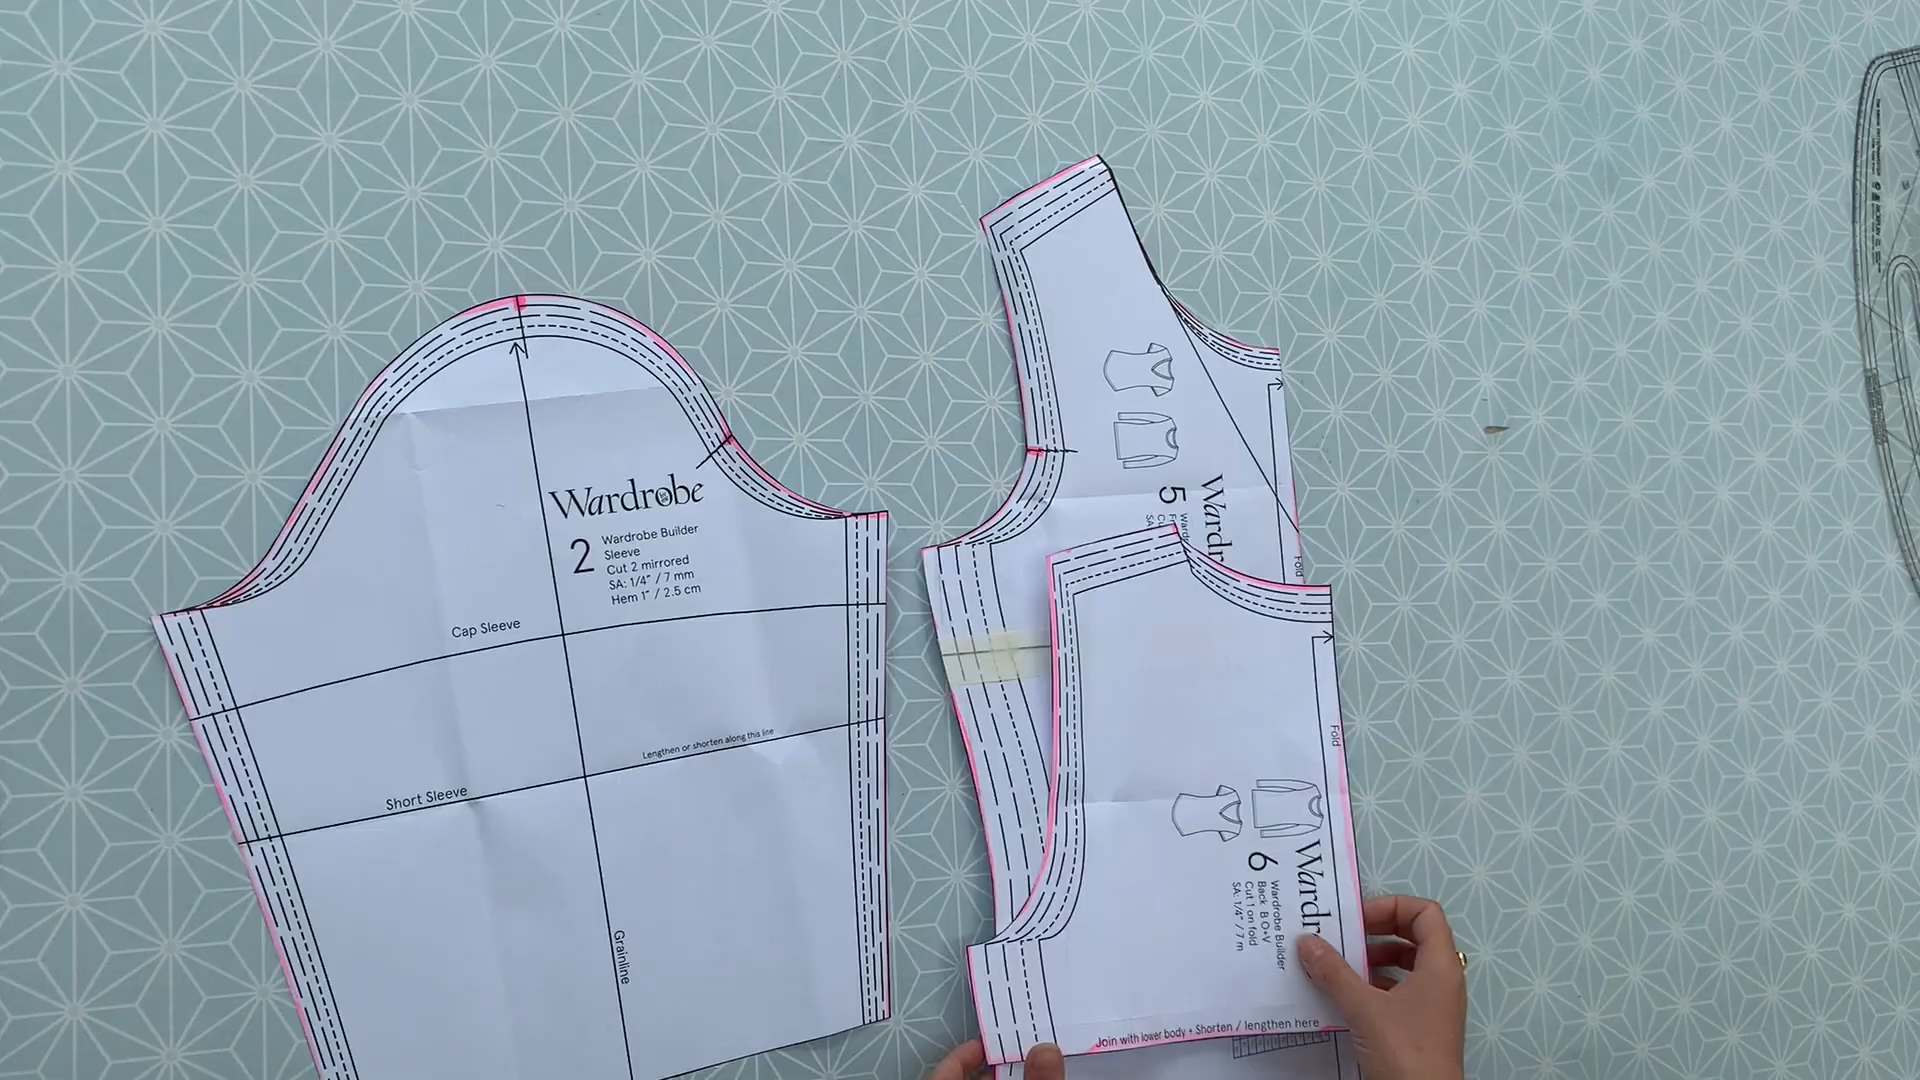 Wardrobe
2
Wardrobe Builder
Sleeve
Cut 2 mirrored
SA: 1/4" / 7 mm
Hem 1" / 2.5 cm
Cap Sleeve
Lengthen or shorten along this line
Short Sleeve
Grainline
Wardr
5
Fold
Fold
Wardr
6
Wardrobe Builder
Back B O+V
Cut 1 on fold
SA: 1/4" / 7 m
Join with lower body + Shorten / lengthen here